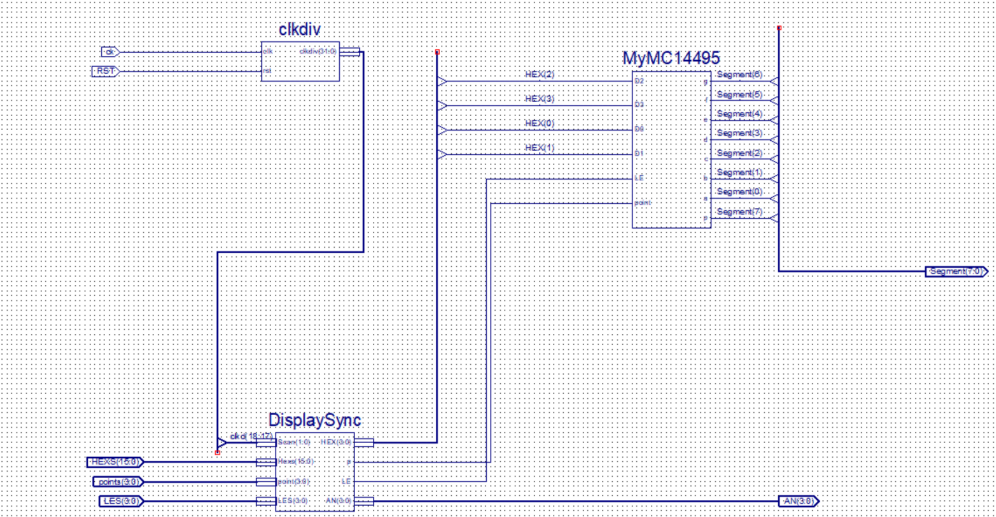 clkdiv
clk
clk
clkdiv(31:0)
RST
rst
MyMC14495
HEX(2)
D2
g
Segment(6)
HEX(3)
D3
f
Segment(5)
HEX(0)
D0
e
Segment(4)
d
Segment(3)
HEX(1)
D1
c
Segment(2)
LE
b
Segment(1)
point
a
Segment(0)
p
Segment(7)
Segment(7:0)
DisplaySync
clkd(18:17)
Scan(1:0)
HEX(3:0)
HEXS(15:0)
Hexs(15:0)
p
points(3:0)
point(3:0)
LE
LES(3:0)
LES(3:0)
AN(3:0)
AN(3:0)